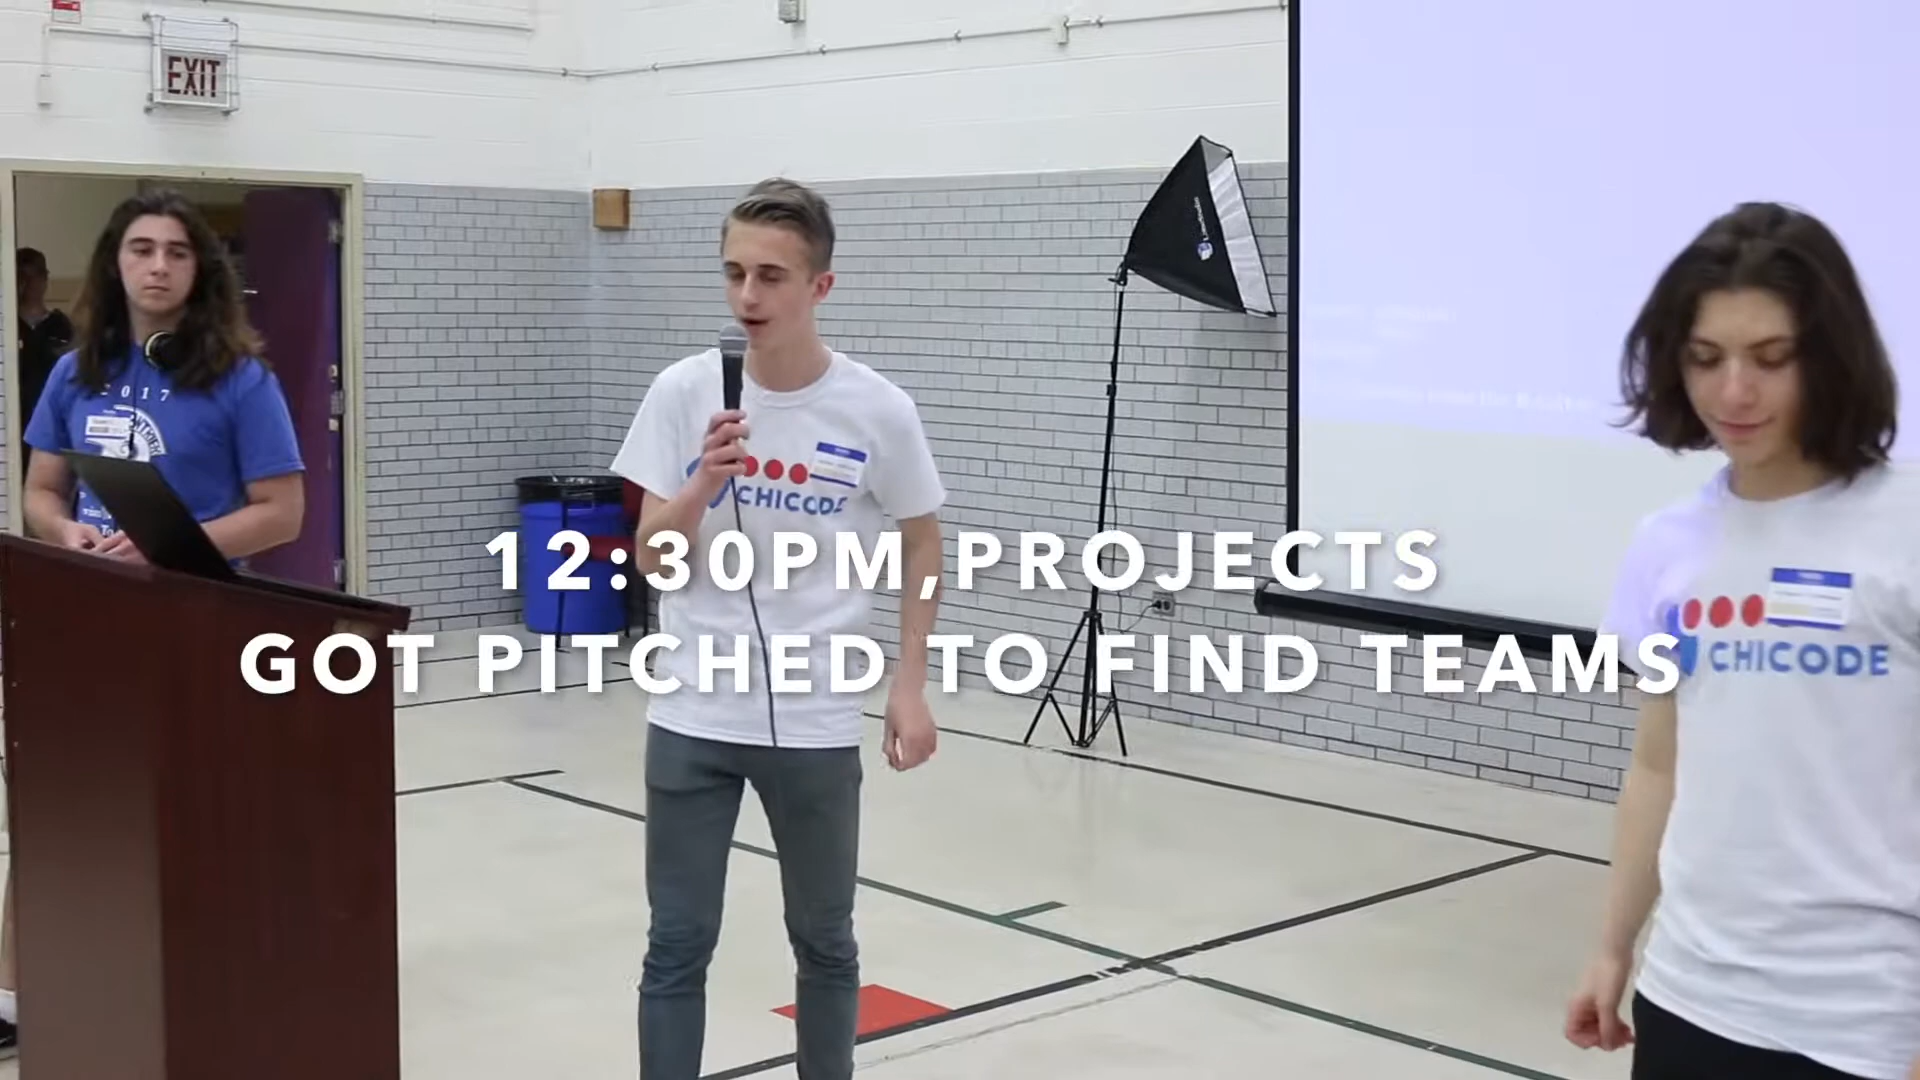 EXIT
2017
CHICODE
CHICODE
12:30PM,PROJECTS
GOT PITCHED TO FIND TEAMS